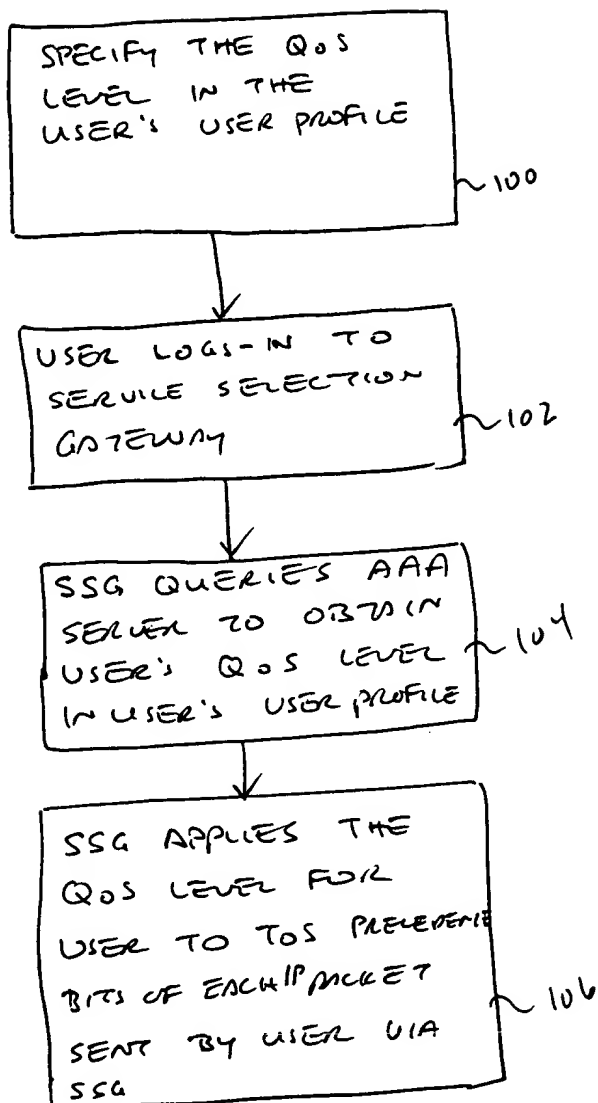 SPECIFY THE QoS
LEVEL IN THE
USER'S USER PROFILE
100
USER LOGS-IN TO
SERVICE SELECTION
GATEWAY
102
SSG QUERIES AAA
SERVER TO OBTAIN
USER'S QoS LEVEL
IN USER'S USER PROFILE
104
SSG APPLIES THE
QoS LEVEL FOR
USER TO TOS PRECEDENCE
BITS OF EACH IP PACKET
SENT BY USER VIA
SSG
106